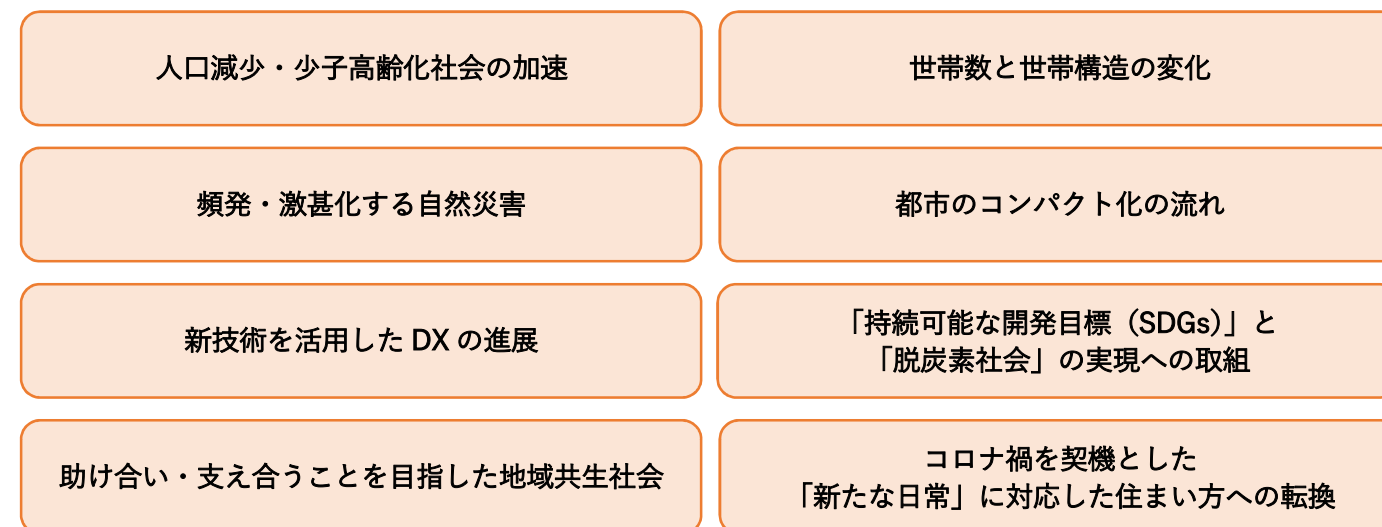 人口減少・少子高齢化社会の加速
世帯数と世帯構造の変化
頻発・激甚化する自然災害
都市のコンパクト化の流れ
新技術を活用した DX の進展
「持続可能な開発目標（SDGs）」と
「脱炭素社会」の実現への取組
助け合い・支え合うことを目指した地域共生社会
コロナ禍を契機とした
「新たな日常」に対応した住まい方への転換